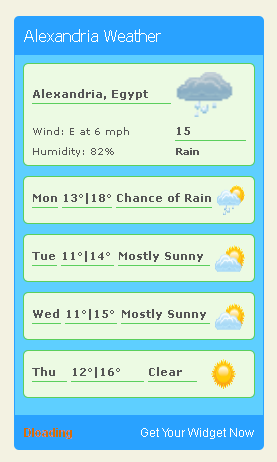 Alexandria Weather
Alexandria, Egypt
Wind: E at 6 mph 15
Humidity: 82% Rain
Mon 13°|18° Chance of Rain
Tue 11°|14° Mostly Sunny
Wed 11°|15° Mostly Sunny
Thu 12°|16° Clear
Get Your Widget Now